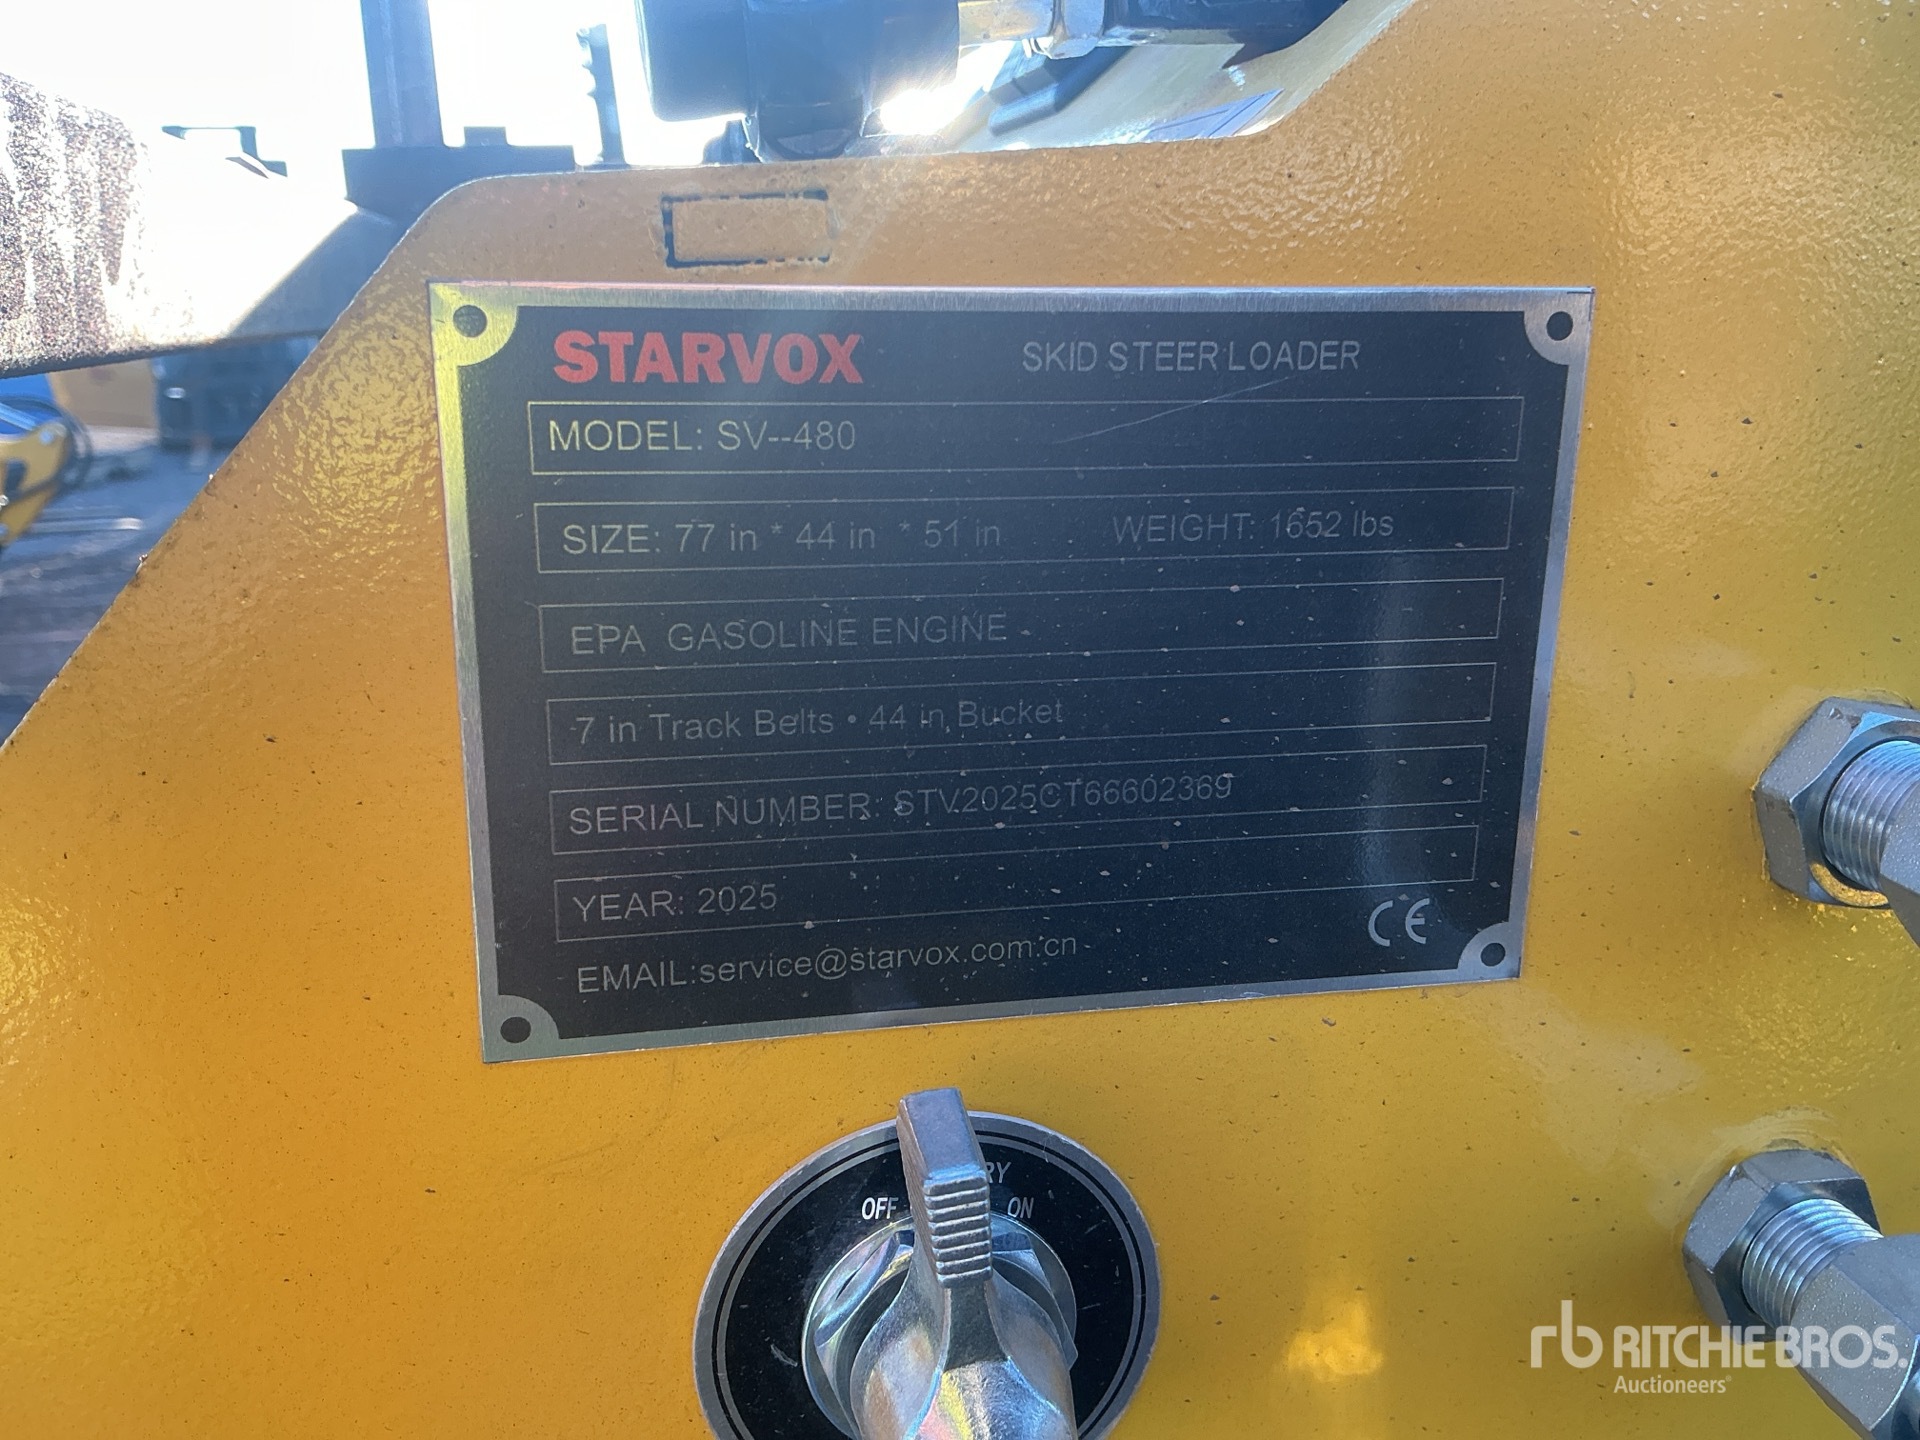 STARVOX SKID STEER LOADER
MODEL: SV--480
SIZE: 77 in * 44 in * 51 in WEIGHT: 1652 lbs
EPA GASOLINE ENGINE
7 in Track Belts • 44 in Bucket
SERIAL NUMBER: STV2025CT66602369
YEAR: 2025
CE
EMAIL:service@starvox.com.cn
OFF ON
rb RITCHIE BROS.
Auctioneers